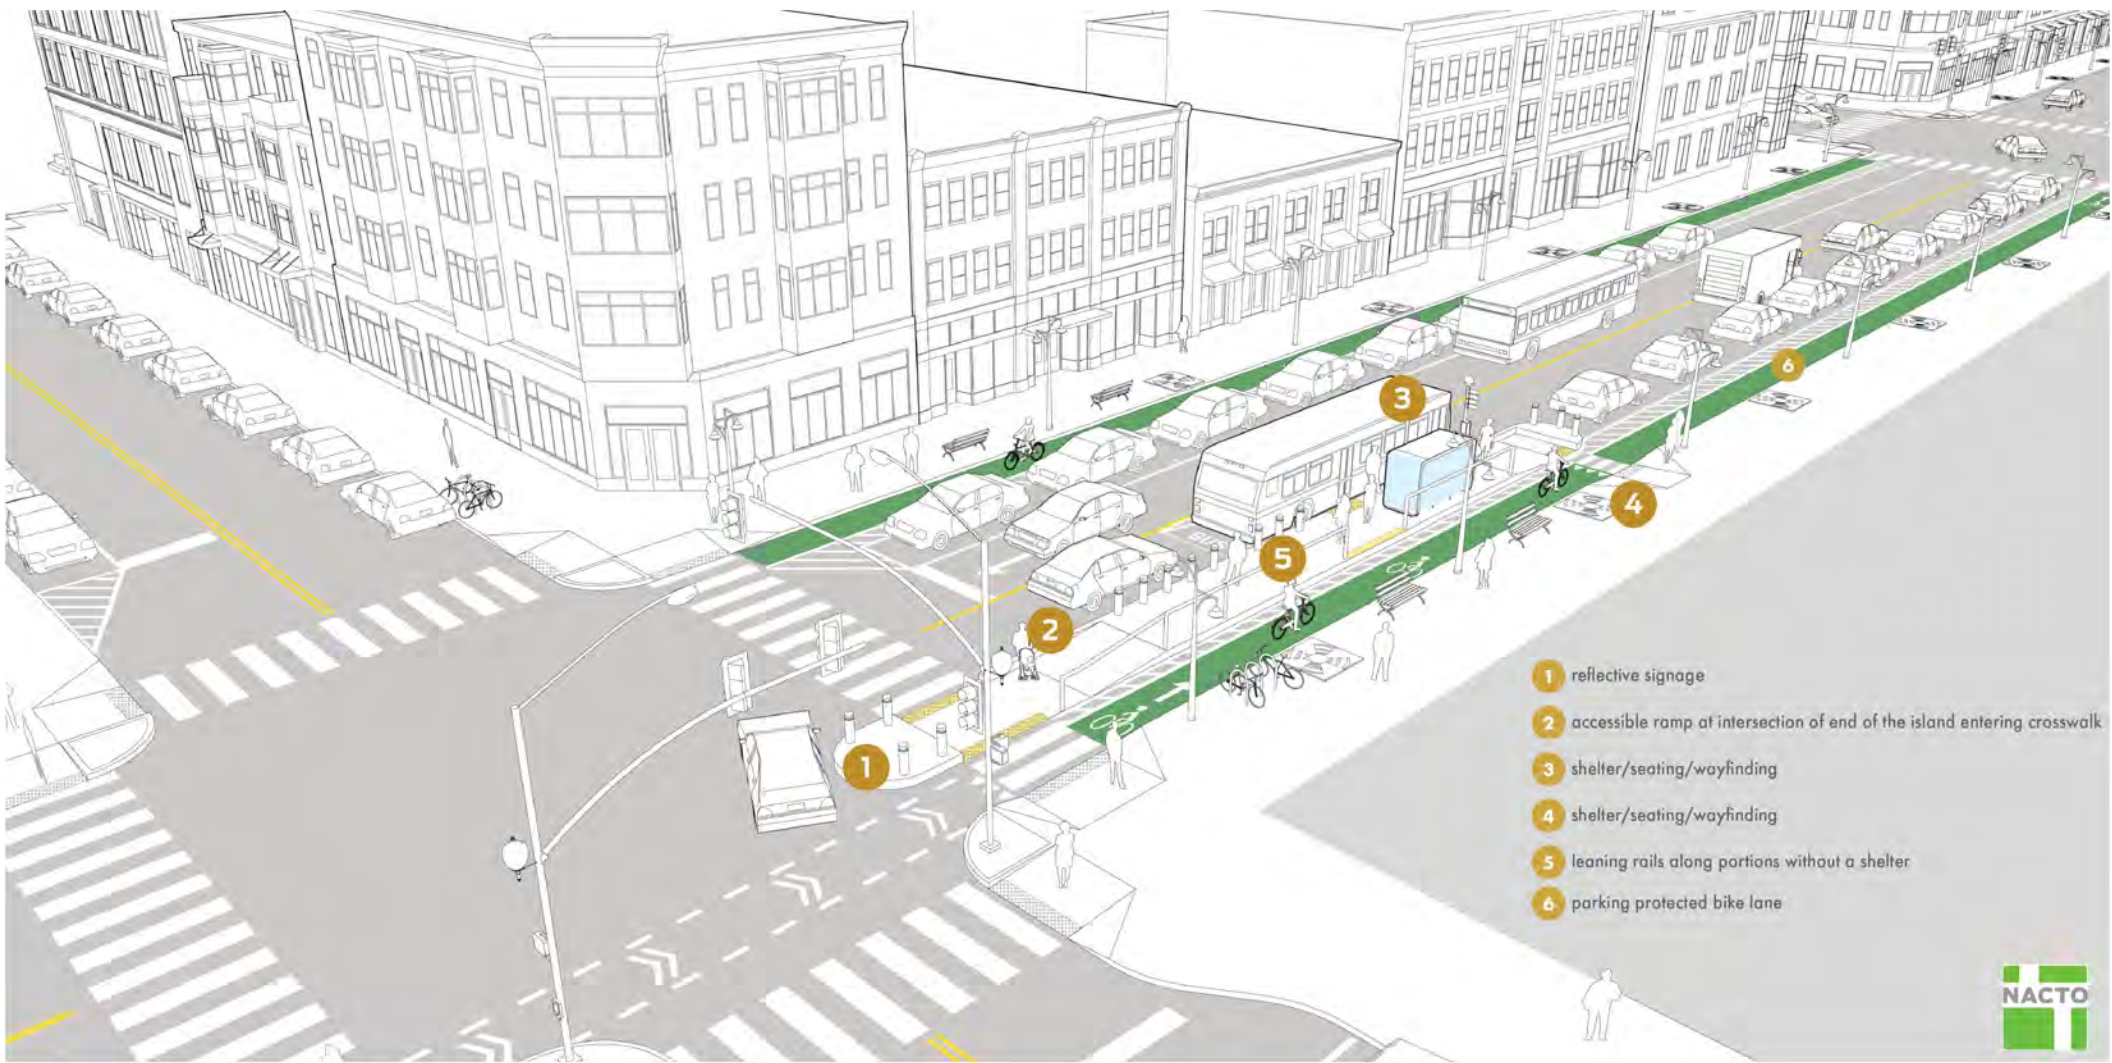 3
6
4
5
BUS
2
1
1 reflective signage
2 accessible ramp at intersection of end of the island entering crosswalk
3 shelter/seating/wayfinding
4 shelter/seating/wayfinding
5 leaning rails along portions without a shelter
6 parking protected bike lane
NACTO